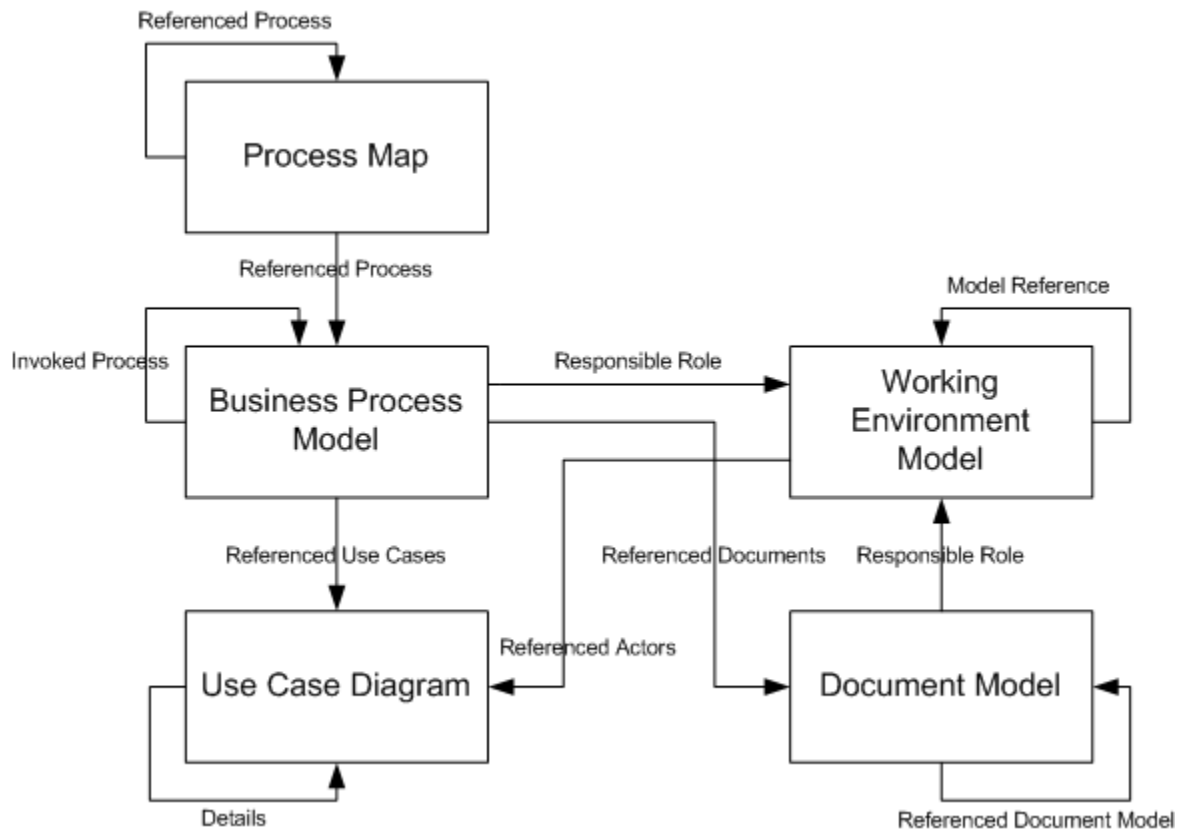 Referenced Process
Process Map
Referenced Process
Model Reference
Invoked Process
Responsible Role
Business Process
Model
Working
Environment
Model
Referenced Use Cases
Referenced Documents
Responsible Role
Referenced Actors
Use Case Diagram
Document Model
Details
Referenced Document Model